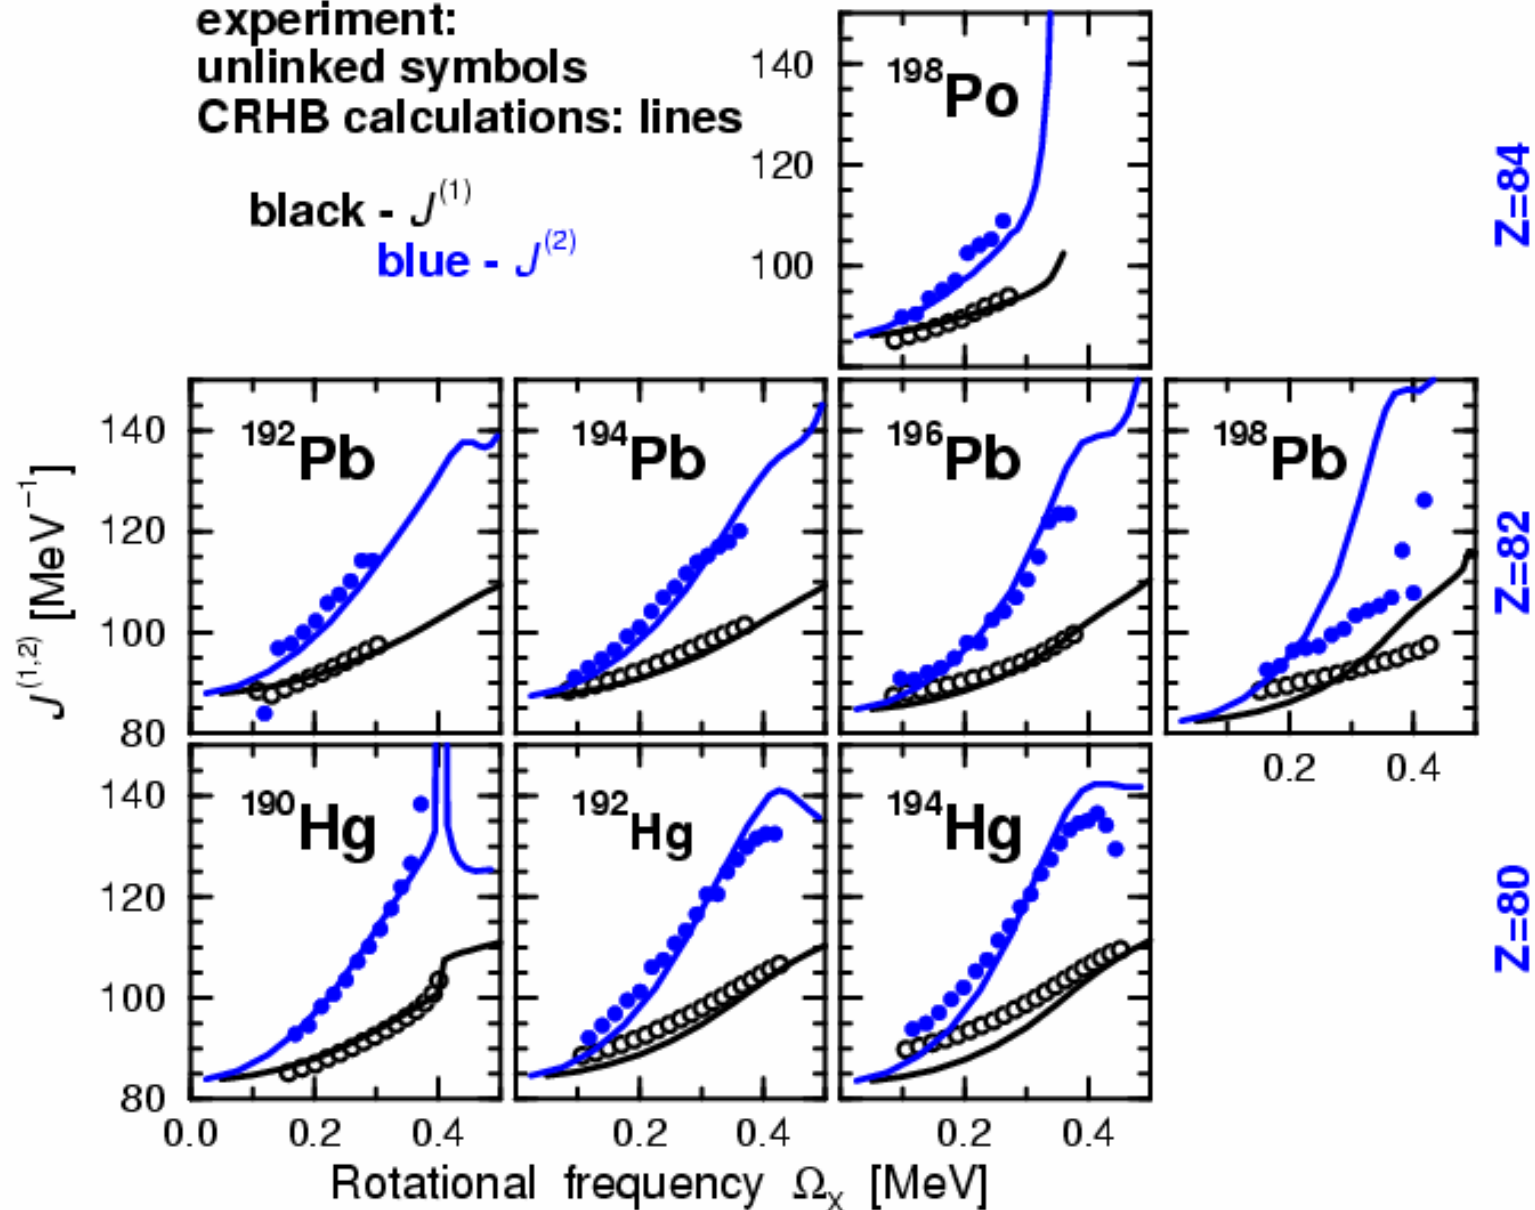 experiment:
unlinked symbols
CRHB calculations: lines
black - J(1)
blue - J(2)
140
120
100
198Po
Z=84
J(1,2) [MeV−1]
140
120
100
80
192Pb
194Pb
196Pb
198Pb
0.2 0.4
Z=82
140
120
100
80
190Hg
192Hg
194Hg
Z=80
0.0 0.2 0.4
0.2 0.4
0.2 0.4
Rotational frequency Ωx [MeV]